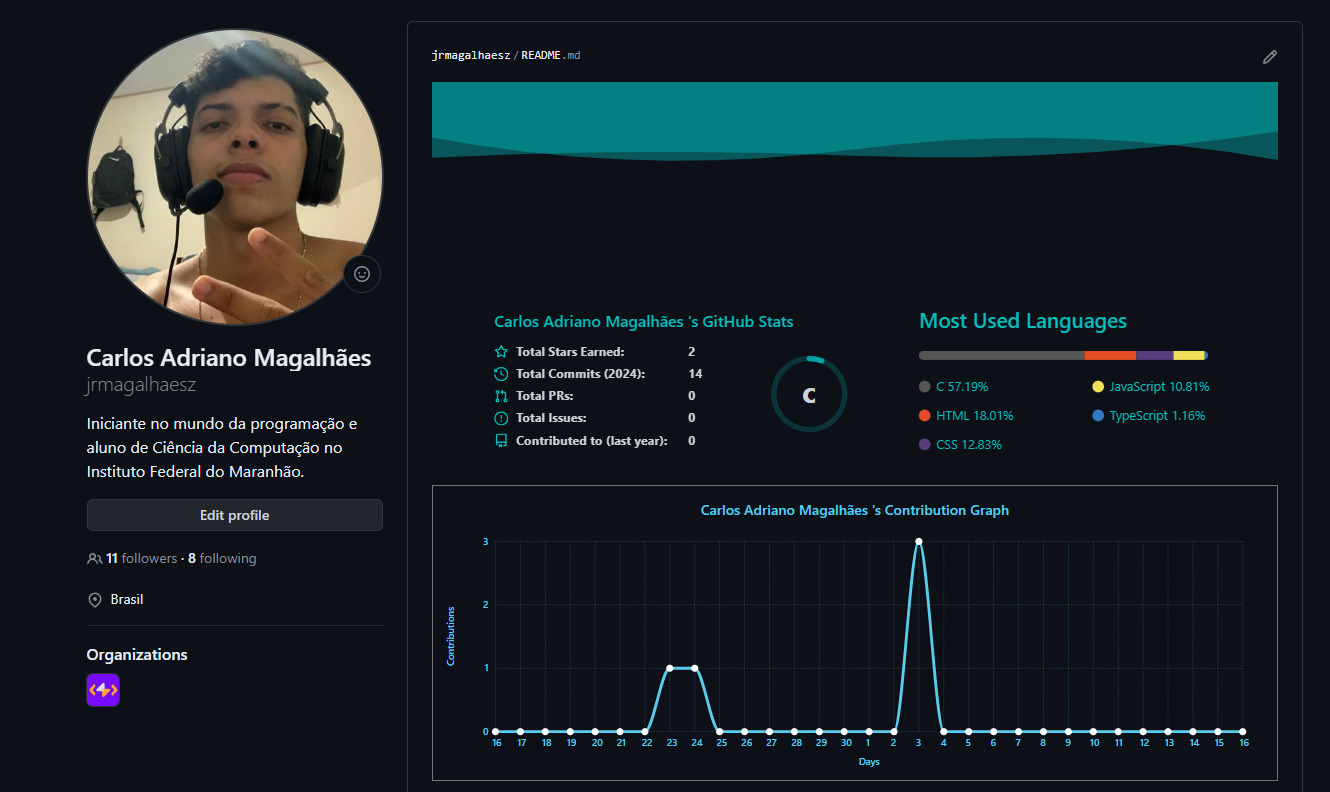 jrmagalhaesz/README.md
Carlos Adriano Magalhães
jrmagalhaesz
Iniciante no mundo da programação e
aluno de Ciência da Computação no
Instituto Federal do Maranhão.
Edit profile
11 followers · 8 following
Brasil
Organizations
Carlos Adriano Magalhães 's GitHub Stats
Total Stars Earned: 2
Total Commits (2024): 14
Total PRs: 0
Total Issues: 0
Contributed to (last year): 0
C
Most Used Languages
C 57.19%
HTML 18.01%
CSS 12.83%
JavaScript 10.81%
TypeScript 1.16%
Carlos Adriano Magalhães 's Contribution Graph
Contributions
3
2
1
0
16 17 18 19 20 21 22 23 24 25 26 27 28 29 30 1 2 3 4 5 6 7 8 9 10 11 12 13 14 15 16
Days